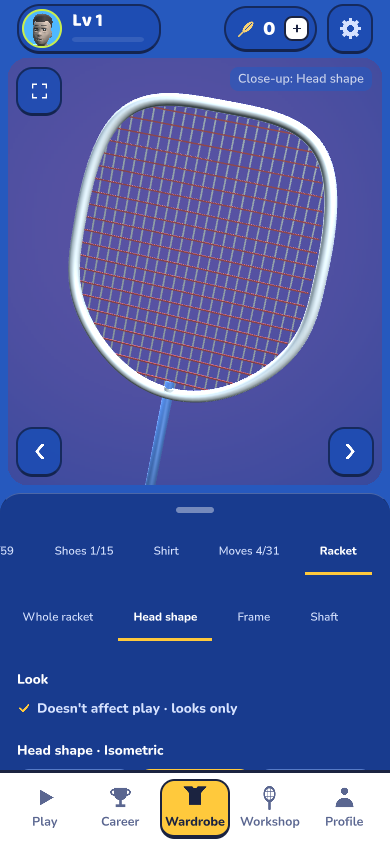 Lv 1
0 +
Close-up: Head shape
/59 Shoes 1/15 Shirt Moves 4/31 Racket
Whole racket Head shape Frame Shaft
Look
Doesn't affect play · looks only
Head shape · Isometric
Play Career Wardrobe Workshop Profile